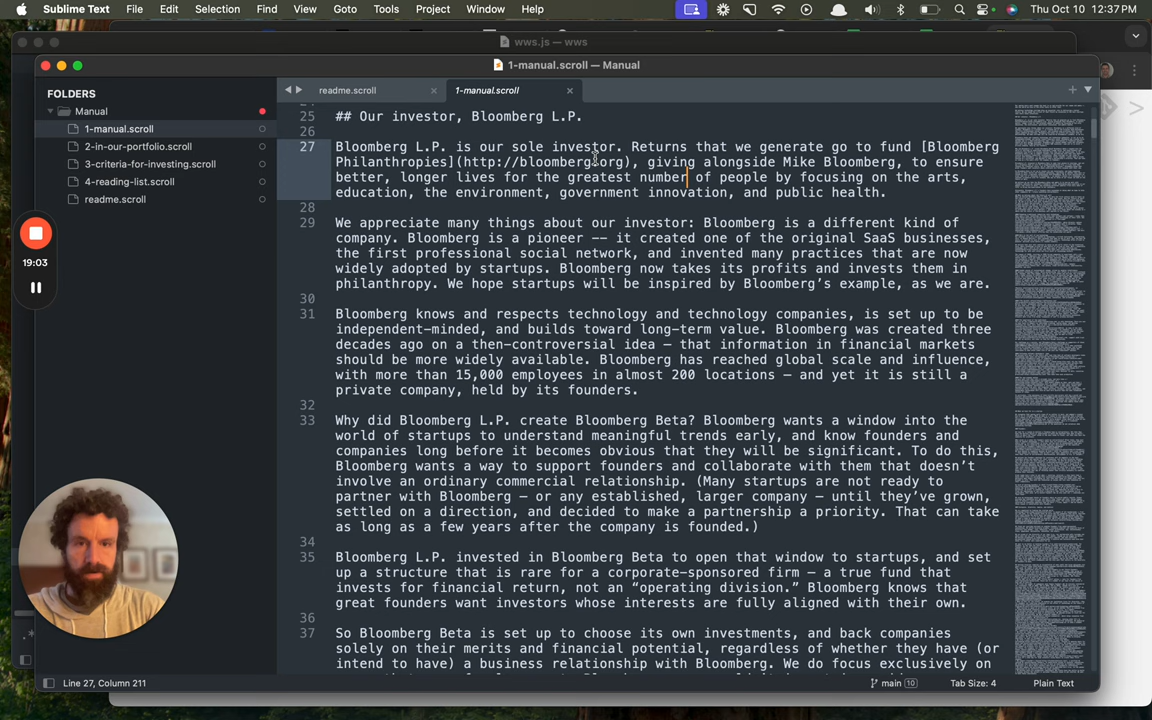 Sublime Text File Edit Selection Find View Goto Tools Project Window Help Thu Oct 10 12:37 PM
wws.js — wws
1-manual.scroll — Manual
FOLDERS
Manual
1-manual.scroll
2-in-our-portfolio.scroll
3-criteria-for-investing.scroll
4-reading-list.scroll
readme.scroll
19:03
readme.scroll 1-manual.scroll
25 ## Our investor, Bloomberg L.P.
26
27 Bloomberg L.P. is our sole investor. Returns that we generate go to fund [Bloomberg
Philanthropies](http://bloomberg.org), giving alongside Mike Bloomberg, to ensure
better, longer lives for the greatest number of people by focusing on the arts,
education, the environment, government innovation, and public health.
28
29 We appreciate many things about our investor: Bloomberg is a different kind of
company. Bloomberg is a pioneer –– it created one of the original SaaS businesses,
the first professional social network, and invented many practices that are now
widely adopted by startups. Bloomberg now takes its profits and invests them in
philanthropy. We hope startups will be inspired by Bloomberg’s example, as we are.
30
31 Bloomberg knows and respects technology and technology companies, is set up to be
independent–minded, and builds toward long–term value. Bloomberg was created three
decades ago on a then–controversial idea – that information in financial markets
should be more widely available. Bloomberg has reached global scale and influence,
with more than 15,000 employees in almost 200 locations – and yet it is still a
private company, held by its founders.
32
33 Why did Bloomberg L.P. create Bloomberg Beta? Bloomberg wants a window into the
world of startups to understand meaningful trends early, and know founders and
companies long before it becomes obvious that they will be significant. To do this,
Bloomberg wants a way to support founders and collaborate with them that doesn’t
involve an ordinary commercial relationship. (Many startups are not ready to
partner with Bloomberg – or any established, larger company – until they’ve grown,
settled on a direction, and decided to make a partnership a priority. That can take
as long as a few years after the company is founded.)
34
35 Bloomberg L.P. invested in Bloomberg Beta to open that window to startups, and set
up a structure that is rare for a corporate-sponsored firm – a true fund that
invests for financial return, not an “operating division.” Bloomberg knows that
great founders want investors whose interests are fully aligned with their own.
36
37 So Bloomberg Beta is set up to choose its own investments, and back companies
solely on their merits and financial potential, regardless of whether they have (or
intend to have) a business relationship with Bloomberg. We do focus exclusively on
Line 27, Column 211 main 10 Tab Size: 4 Plain Text